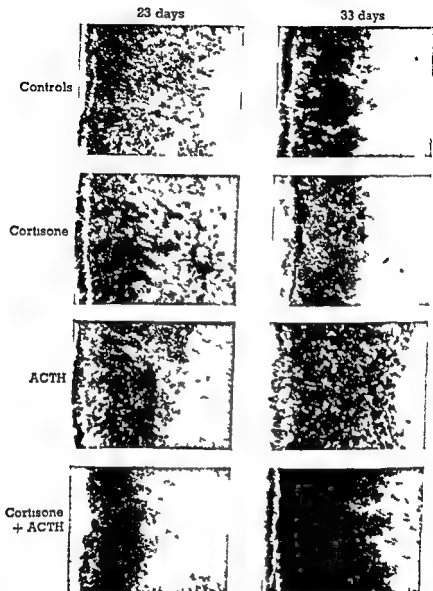 23 days 33 days
Controls
Cortisone
ACTH
Cortisone
+ ACTH